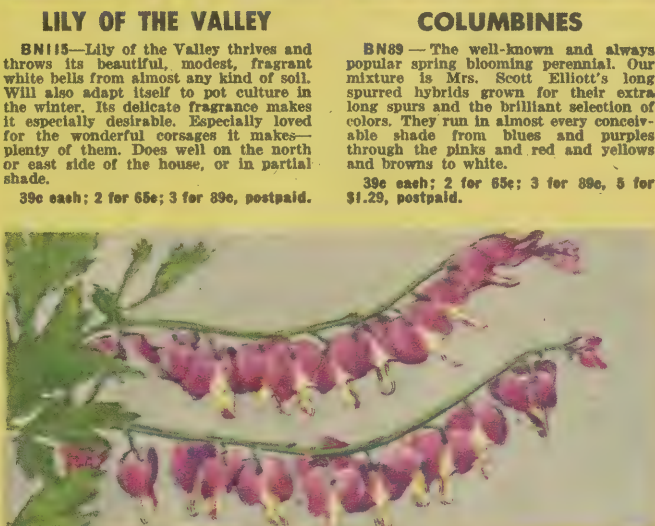 LILY OF THE VALLEY
BN115—Lily of the Valley thrives and
throws its beautiful, modest, fragrant
white bells from almost any kind of soil.
Will also adapt itself to pot culture in
the winter. Its delicate fragrance makes
it especially desirable. Especially loved
for the wonderful corsages it makes—
plenty of them. Does well on the north
or east side of the house, or in partial
shade.
39c each; 2 for 65c; 3 for 89c, postpaid.
COLUMBINES
BN89 — The well-known and always
popular spring blooming perennial. Our
mixture is Mrs. Scott Elliott's long
spurred hybrids grown for their extra
long spurs and the brilliant selection of
colors. They run in almost every conceiv-
able shade from blues and purples
through the pinks and red and yellows
and browns to white.
39c each; 2 for 65c; 3 for 89c, 5 for
$1.29, postpaid.